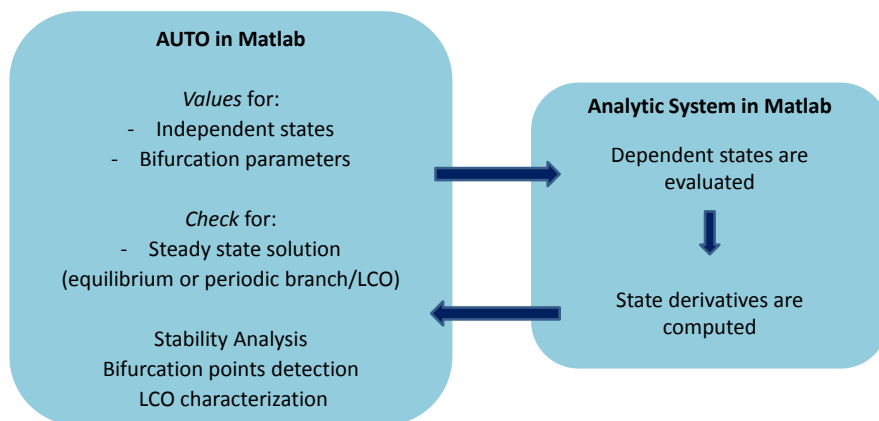 AUTO in Matlab
Values for:
- Independent states
- Bifurcation parameters
Check for:
- Steady state solution
(equilibrium or periodic branch/LCO)
Stability Analysis
Bifurcation points detection
LCO characterization
Analytic System in Matlab
Dependent states are
evaluated
State derivatives are
computed